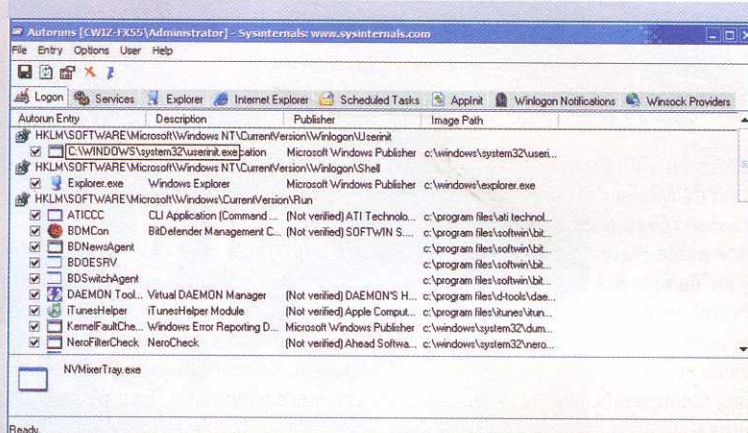 Autoruns [CWIZ-FX55\Administrator] - Sysinternals: www.sysinternals.com
File Entry Options User Help
Logon Services Explorer Internet Explorer Scheduled Tasks AppInit Winlogon Notifications Winsock Providers
Autorun Entry Description Publisher Image Path
HKLM\SOFTWARE\Microsoft\Windows NT\CurrentVersion\Winlogon\Userinit
C:\WINDOWS\system32\userinit.exe cation Microsoft Windows Publisher c:\windows\system32\useri...
HKLM\SOFTWARE\Microsoft\Windows NT\CurrentVersion\Winlogon\Shell
Explorer.exe Windows Explorer Microsoft Windows Publisher c:\windows\explorer.exe
HKLM\SOFTWARE\Microsoft\Windows\CurrentVersion\Run
ATICCC CLI Application (Command ... (Not verified) ATI Technolo... c:\program files\ati technol...
BDMCon BitDefender Management C... (Not verified) SOFTWIN S.... c:\program files\softwin\bit...
BDNewsAgent c:\program files\softwin\bit...
BDOESRV c:\program files\softwin\bit...
BDSwitchAgent c:\program files\softwin\bit...
DAEMON Tool... Virtual DAEMON Manager (Not verified) DAEMON'S H... c:\program files\d-tools\dae...
iTunesHelper iTunesHelper Module (Not verified) Apple Comput... c:\program files\itunes\itun...
KernelFaultChe... Windows Error Reporting D... Microsoft Windows Publisher c:\windows\system32\dum...
NeroFilterCheck NeroCheck (Not verified) Ahead Softwa... c:\windows\system32\nero...
NVMixerTray.exe
Ready.